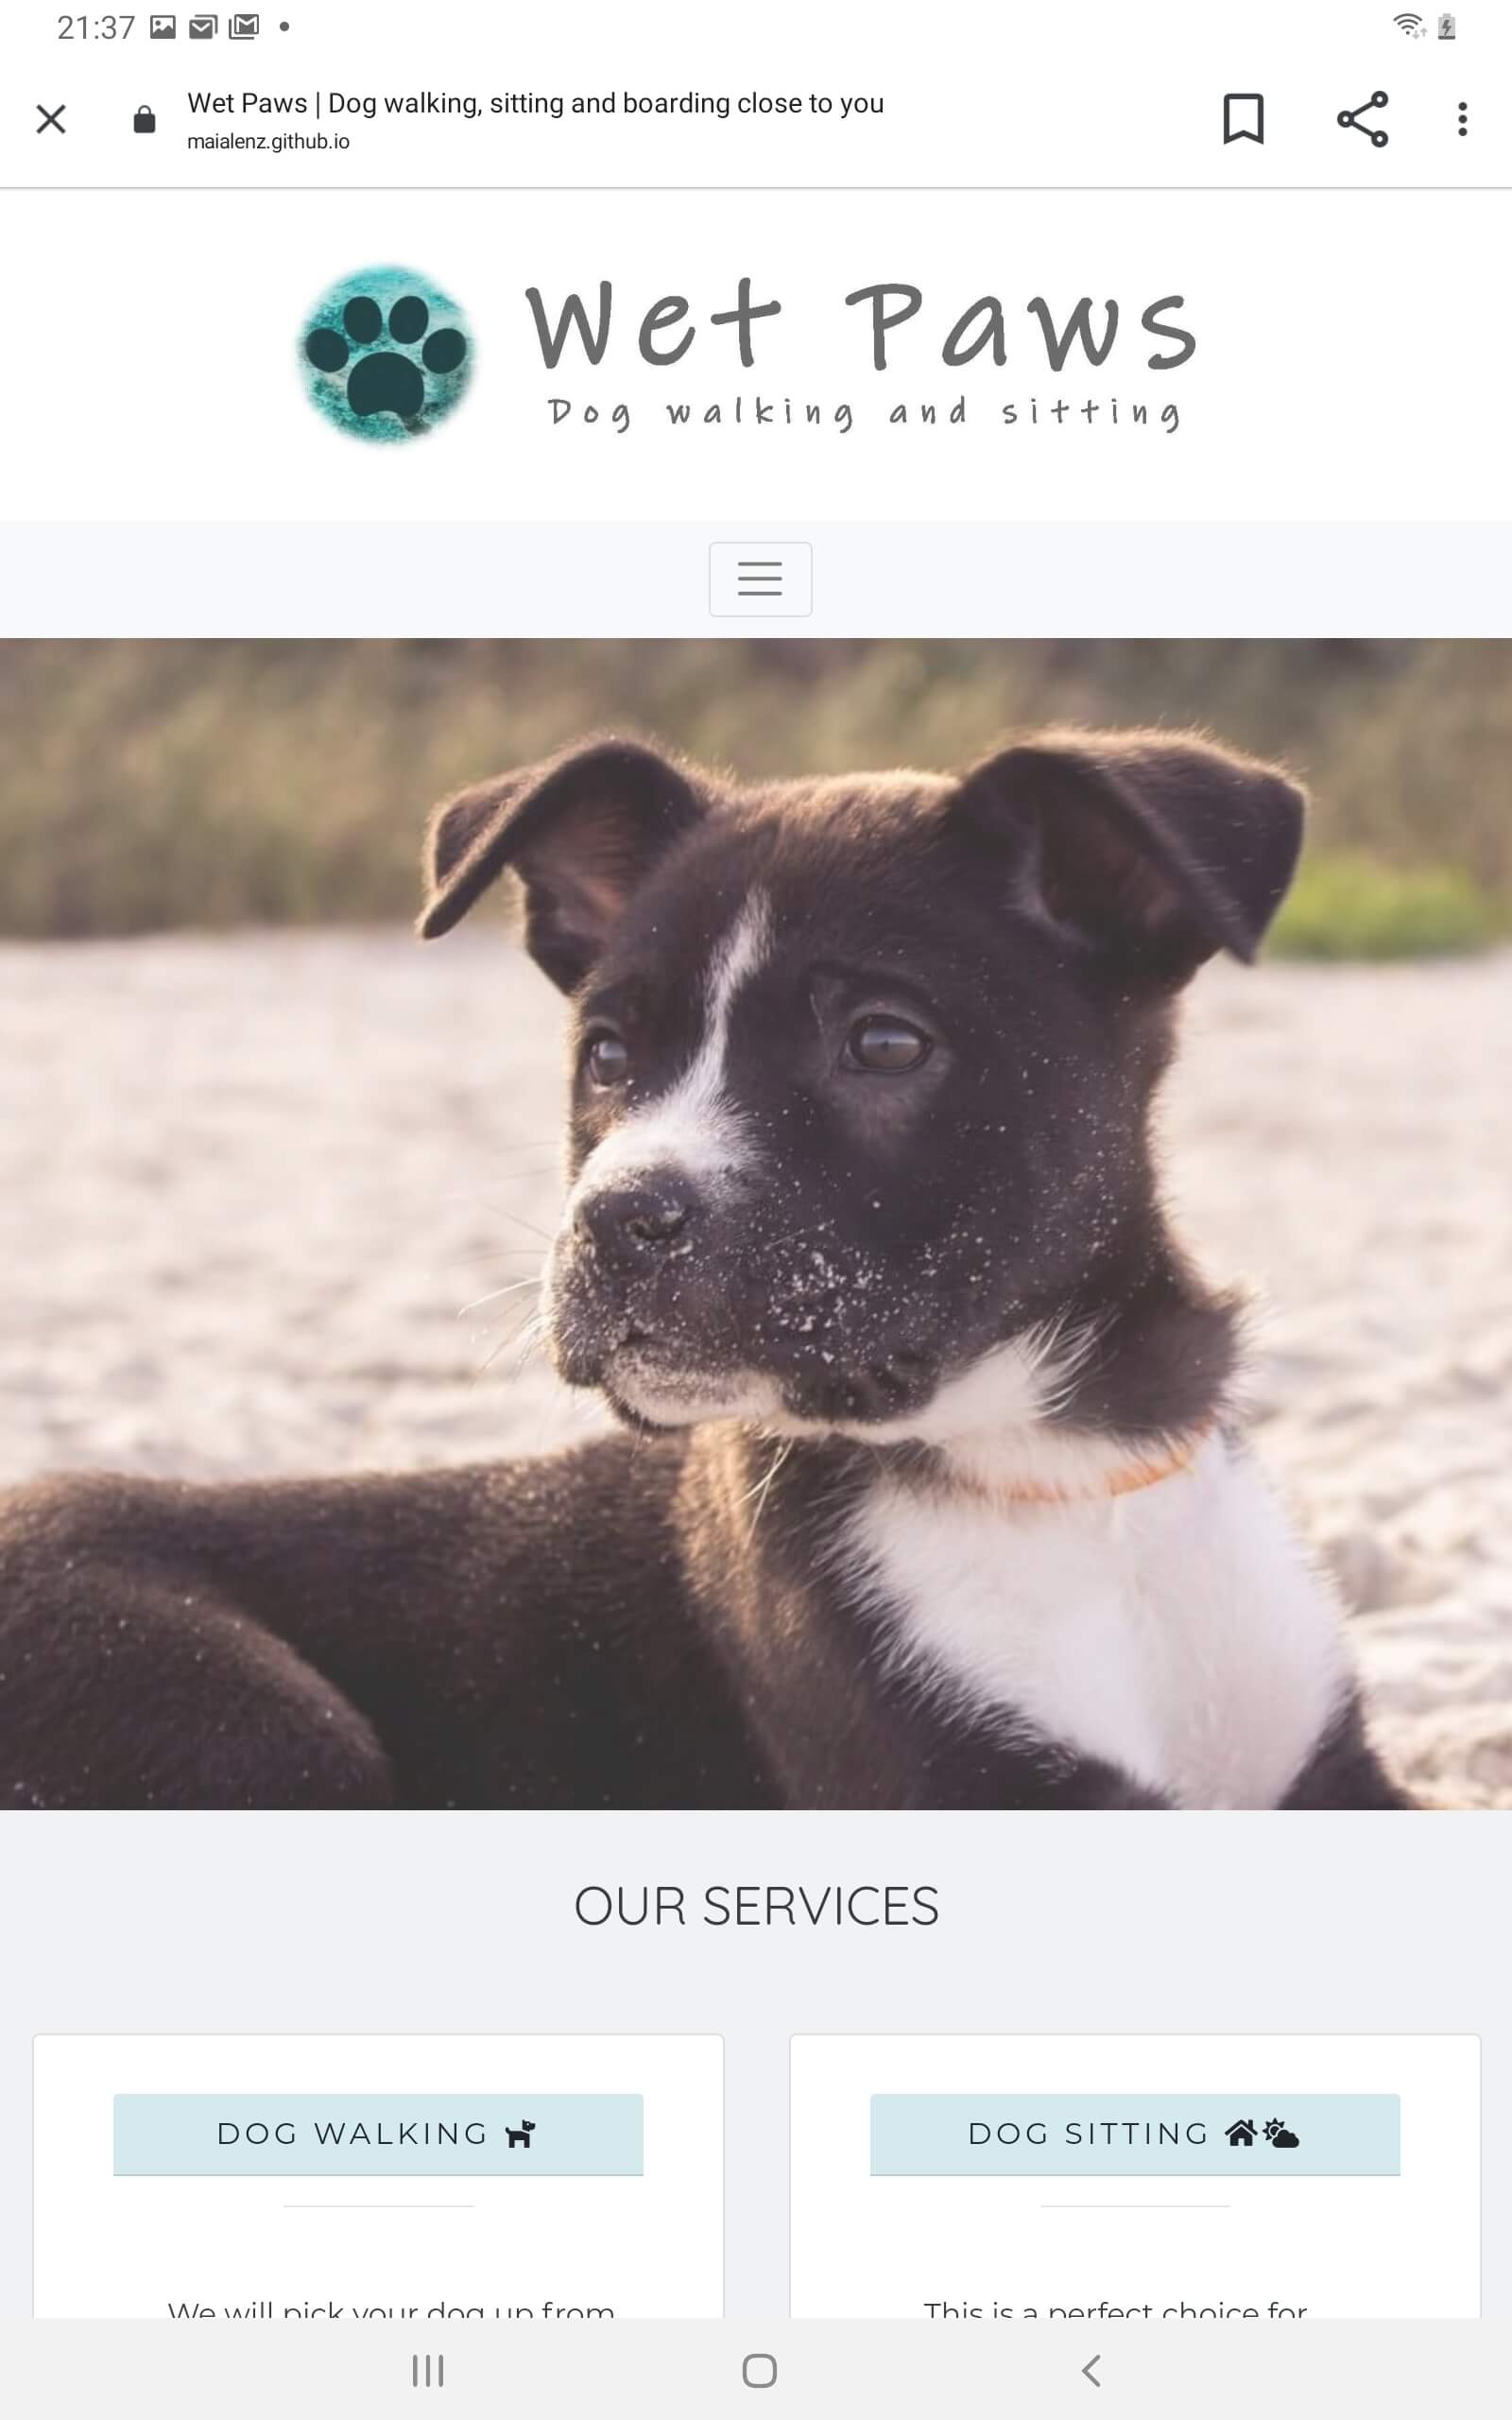 21:37
Wet Paws | Dog walking, sitting and boarding close to you
maialenz.github.io
Wet Paws
Dog walking and sitting
OUR SERVICES
DOG WALKING
DOG SITTING
We will pick your dog up from
This is a perfect choice for